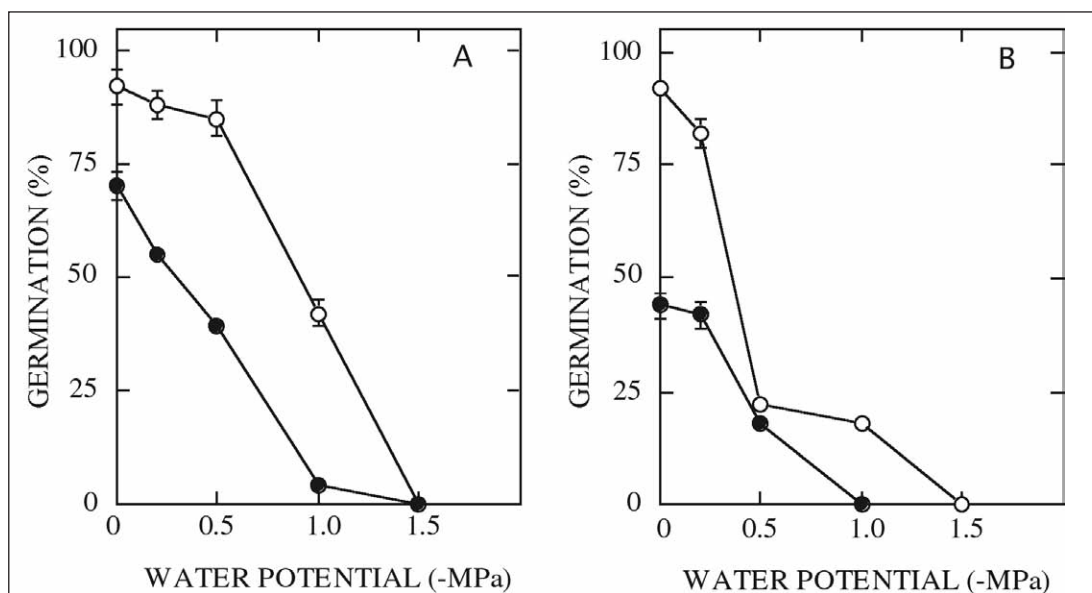 A
GERMINATION (%)
100
75
50
25
0
0 0.5 1.0 1.5
WATER POTENTIAL (-MPa)
B
GERMINATION (%)
100
75
50
25
0
0 0.5 1.0 1.5
WATER POTENTIAL (-MPa)